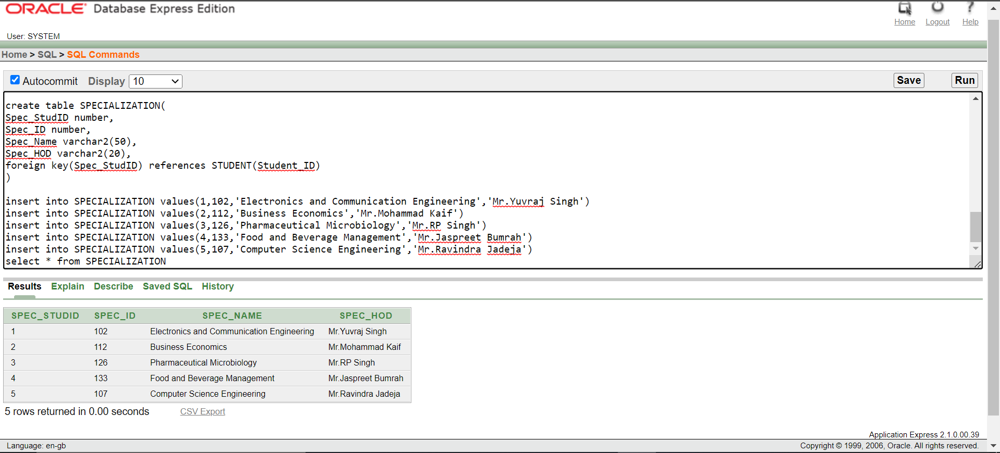 ORACLE Database Express Edition
Home Logout Help
User: SYSTEM
Home > SQL > SQL Commands
Autocommit Display 10 Save Run
create table SPECIALIZATION(
Spec_StudID number,
Spec_ID number,
Spec_Name varchar2(50),
Spec_HOD varchar2(20),
foreign key(Spec_StudID) references STUDENT(Student_ID)
)
insert into SPECIALIZATION values(1,102,'Electronics and Communication Engineering','Mr.Yuvraj Singh')
insert into SPECIALIZATION values(2,112,'Business Economics','Mr.Mohammad Kaif')
insert into SPECIALIZATION values(3,126,'Pharmaceutical Microbiology','Mr.RP Singh')
insert into SPECIALIZATION values(4,133,'Food and Beverage Management','Mr.Jaspreet Bumrah')
insert into SPECIALIZATION values(5,107,'Computer Science Engineering','Mr.Ravindra Jadeja')
select * from SPECIALIZATION
Results Explain Describe Saved SQL History
SPEC_STUDID SPEC_ID SPEC_NAME SPEC_HOD
1 102 Electronics and Communication Engineering Mr.Yuvraj Singh
2 112 Business Economics Mr.Mohammad Kaif
3 126 Pharmaceutical Microbiology Mr.RP Singh
4 133 Food and Beverage Management Mr.Jaspreet Bumrah
5 107 Computer Science Engineering Mr.Ravindra Jadeja
5 rows returned in 0.00 seconds CSV Export
Application Express 2.1.0.00.39
Language: en-gb Copyright © 1999, 2006, Oracle. All rights reserved.